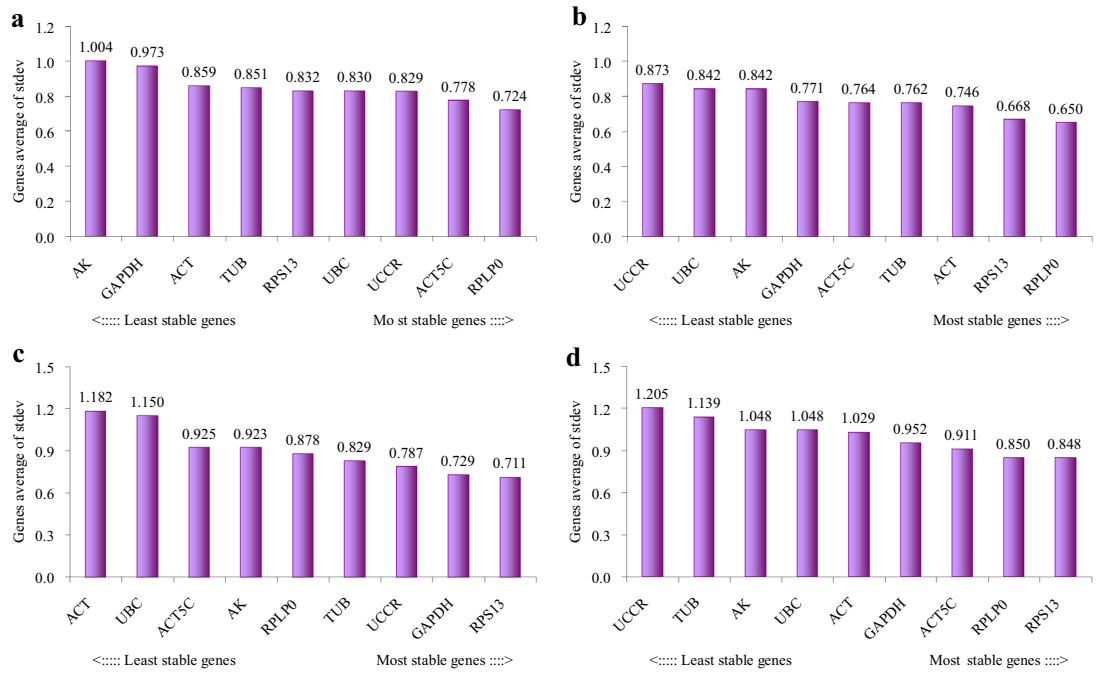 a
Genes average of stdev
1.2
1.0
0.8
0.6
0.4
0.2
0.0
1.004
0.973
0.859
0.851
0.832
0.830
0.829
0.778
0.724
AK
GAPDH
ACT
TUB
RPS13
UBC
UCCR
ACT5C
RPLP0
<::::: Least stable genes
Mo st stable genes ::::>
b
Genes average of stdev
1.2
1.0
0.8
0.6
0.4
0.2
0.0
0.873
0.842
0.842
0.771
0.764
0.762
0.746
0.668
0.650
UCCR
UBC
AK
GAPDH
ACT5C
TUB
ACT
RPS13
RPLP0
<::::: Least stable genes
Most stable genes ::::>
c
Genes average of stdev
1.5
1.2
0.9
0.6
0.3
0.0
1.182
1.150
0.925
0.923
0.878
0.829
0.787
0.729
0.711
ACT
UBC
ACT5C
AK
RPLP0
TUB
UCCR
GAPDH
RPS13
<::::: Least stable genes
Most stable genes ::::>
d
Genes average of stdev
1.5
1.2
0.9
0.6
0.3
0.0
1.205
1.139
1.048
1.048
1.029
0.952
0.911
0.850
0.848
UCCR
TUB
AK
UBC
ACT
GAPDH
ACT5C
RPLP0
RPS13
<::::: Least stable genes
Most stable genes ::::>